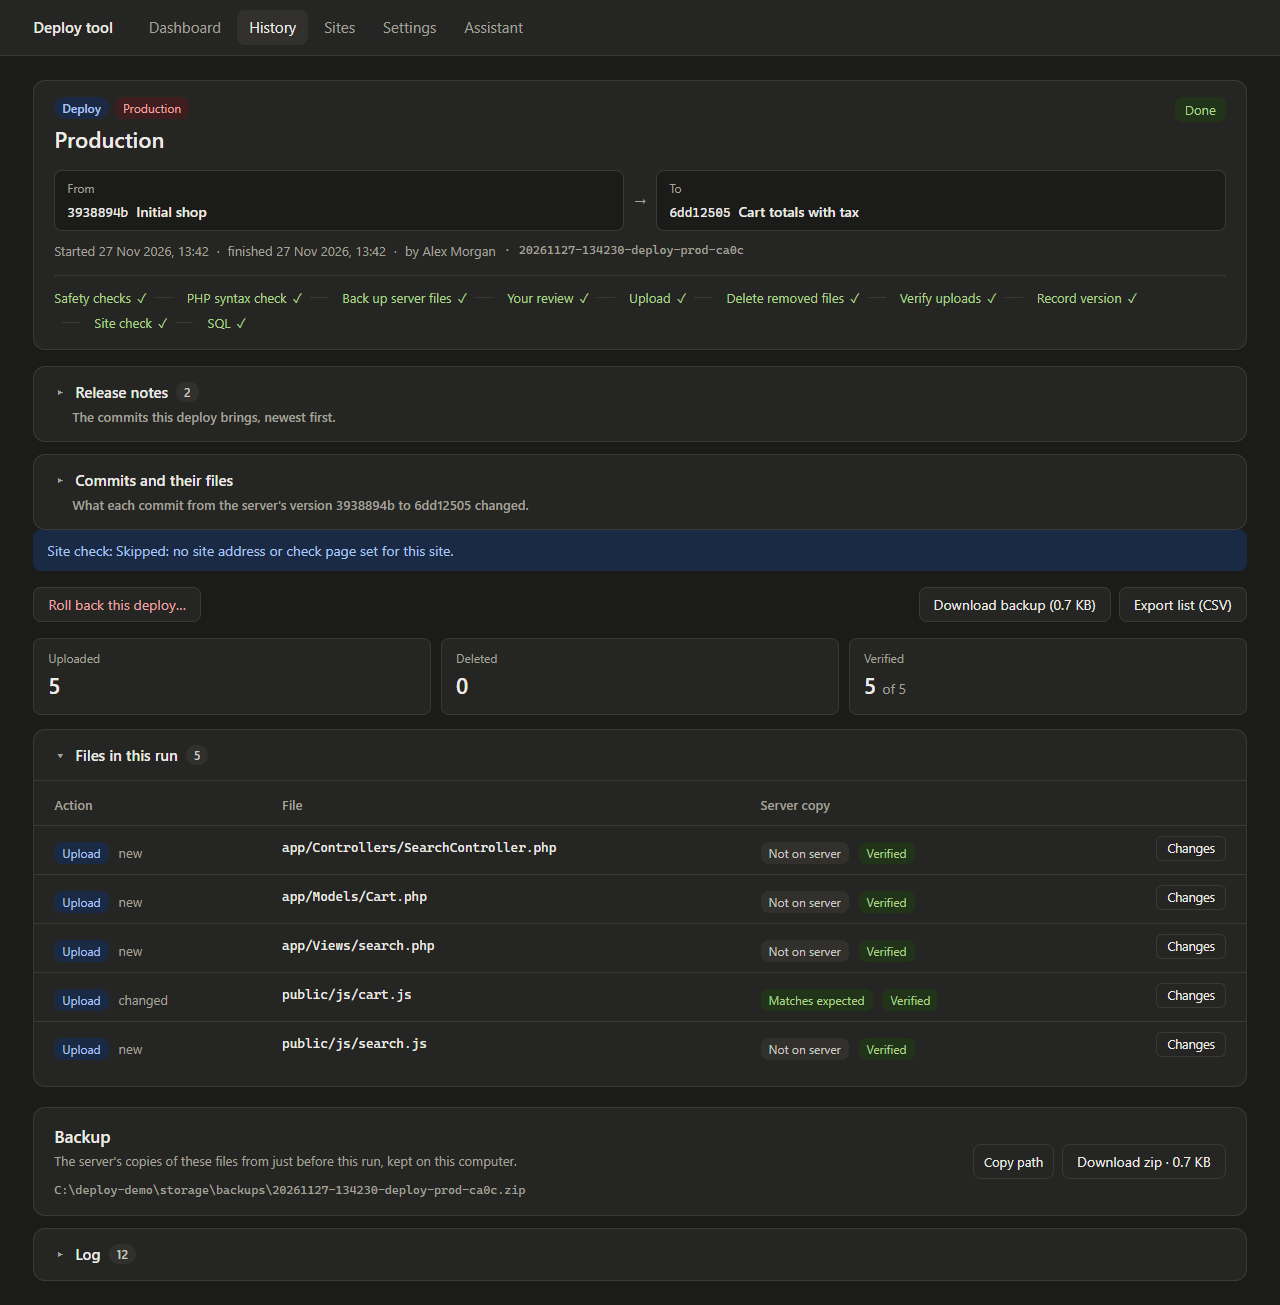 Deploy tool Dashboard History Sites Settings Assistant
Deploy Production Done
Production
From
3938894b Initial shop
→
To
6dd12505 Cart totals with tax
Started 27 Nov 2026, 13:42 · finished 27 Nov 2026, 13:42 · by Alex Morgan · 20261127-134230-deploy-prod-ca0c
Safety checks ✓ PHP syntax check ✓ Back up server files ✓ Your review ✓ Upload ✓ Delete removed files ✓ Verify uploads ✓ Record version ✓
Site check ✓ SQL ✓
Release notes 2
The commits this deploy brings, newest first.
Commits and their files
What each commit from the server's version 3938894b to 6dd12505 changed.
Site check: Skipped: no site address or check page set for this site.
Roll back this deploy... Download backup (0.7 KB) Export list (CSV)
Uploaded
5
Deleted
0
Verified
5 of 5
Files in this run 5
Action File Server copy
Upload new app/Controllers/SearchController.php Not on server Verified Changes
Upload new app/Models/Cart.php Not on server Verified Changes
Upload new app/Views/search.php Not on server Verified Changes
Upload changed public/js/cart.js Matches expected Verified Changes
Upload new public/js/search.js Not on server Verified Changes
Backup
The server's copies of these files from just before this run, kept on this computer.
C:\deploy-demo\storage\backups\20261127-134230-deploy-prod-ca0c.zip
Copy path Download zip · 0.7 KB
Log 12